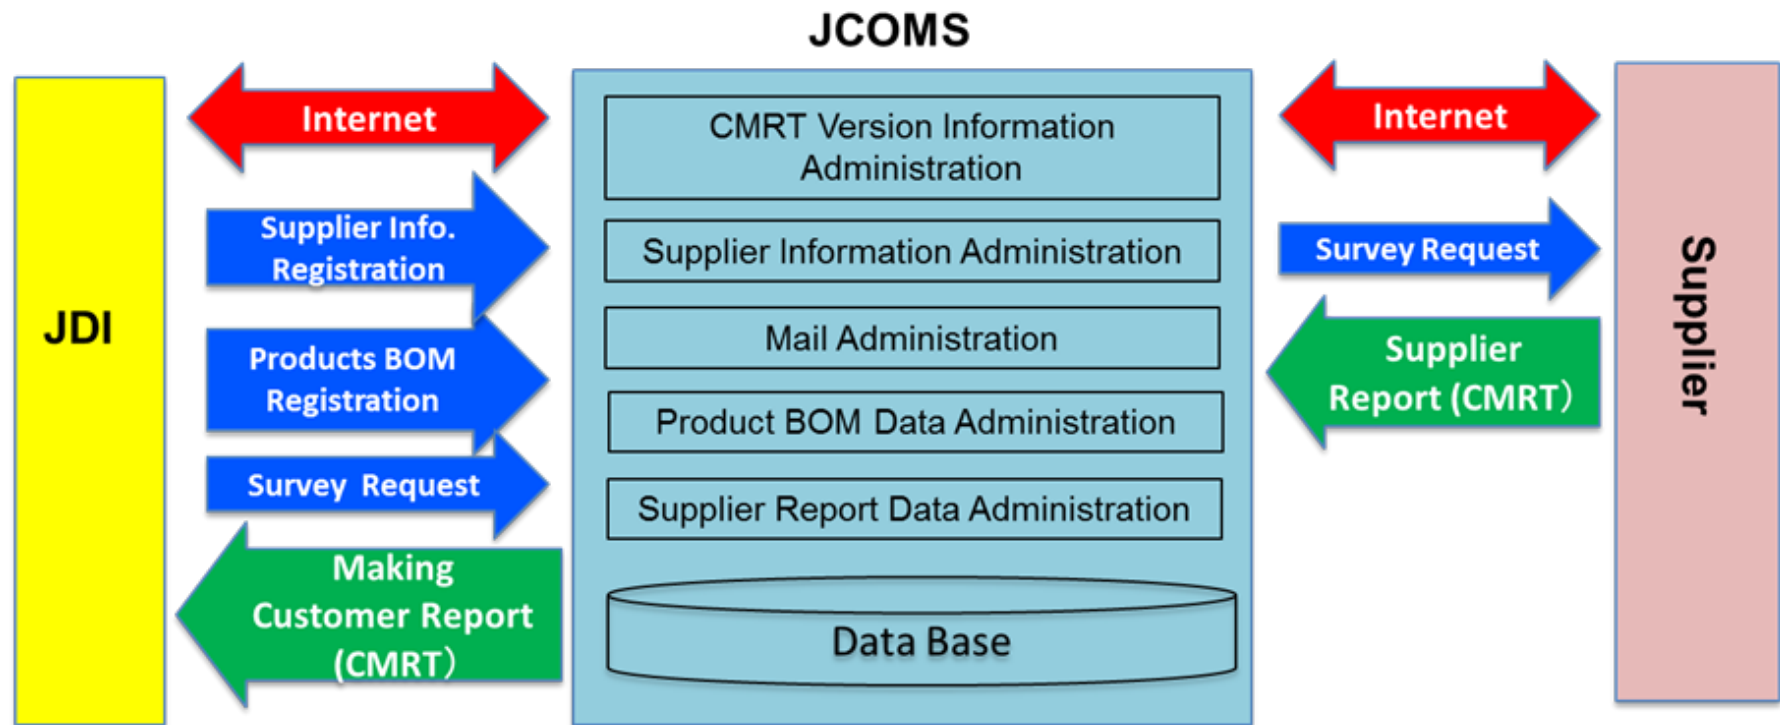 JCOMS
JDI
Internet
Supplier Info.
Registration
Products BOM
Registration
Survey Request
Making
Customer Report
(CMRT）
CMRT Version Information
Administration
Supplier Information Administration
Mail Administration
Product BOM Data Administration
Supplier Report Data Administration
Data Base
Internet
Survey Request
Supplier
Report (CMRT）
Supplier